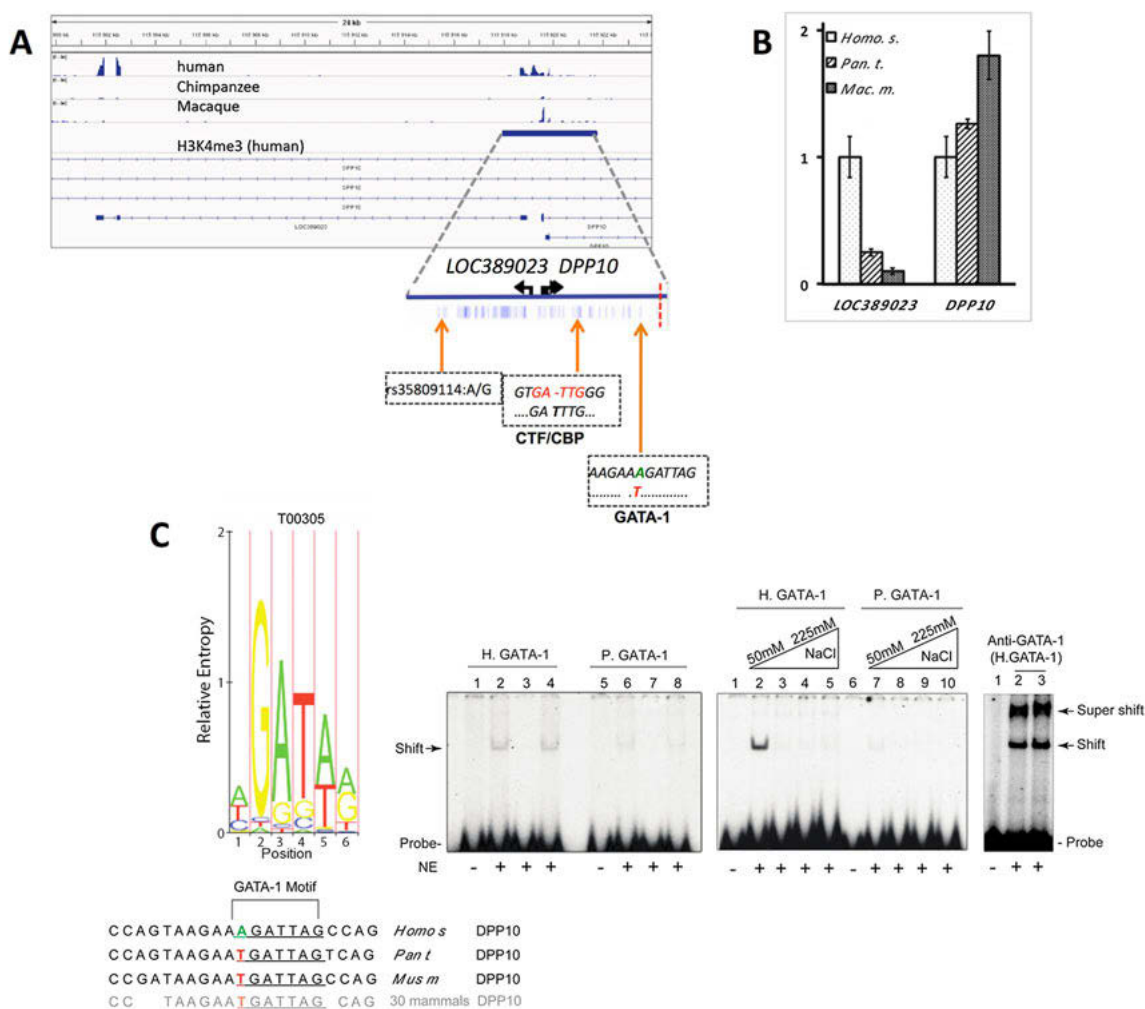 A
20 kb
human
Chimpanzee
Macaque
H3K4me3 (human)
DPP10
DPP10
DPP10
LOC389023
DPP10
DPP10
LOC389023 DPP10
rs35809114:A/G
GTGA -TTGGG
....GA TTTG...
CTF/CBP
AAGAAAGATTAG
...... .T............
GATA-1
B
2
1
0
Homo. s.
Pan. t.
Mac. m.
LOC389023 DPP10
C
T00305
2
1
0
Relative Entropy
1 2 3 4 5 6
Position
GATA-1 Motif
CCAGTAAGAAAGATTAGCCAG Homo s DPP10
CCAGTAAGAATGATTAGTCAG Pan t DPP10
CCGATAAGAATGATTAGCCAG Mus m DPP10
CC TAAGAATGATTAG CAG 30 mammals DPP10
H. GATA-1 P. GATA-1
1 2 3 4 5 6 7 8
Shift
Probe-
NE - + + + - + + +
H. GATA-1 P. GATA-1
50mM 225mM 50mM 225mM
NaCl NaCl
1 2 3 4 5 6 7 8 9 10
- + + + + - + + + +
Anti-GATA-1
(H.GATA-1)
1 2 3
Super shift
Shift
- Probe
- + +